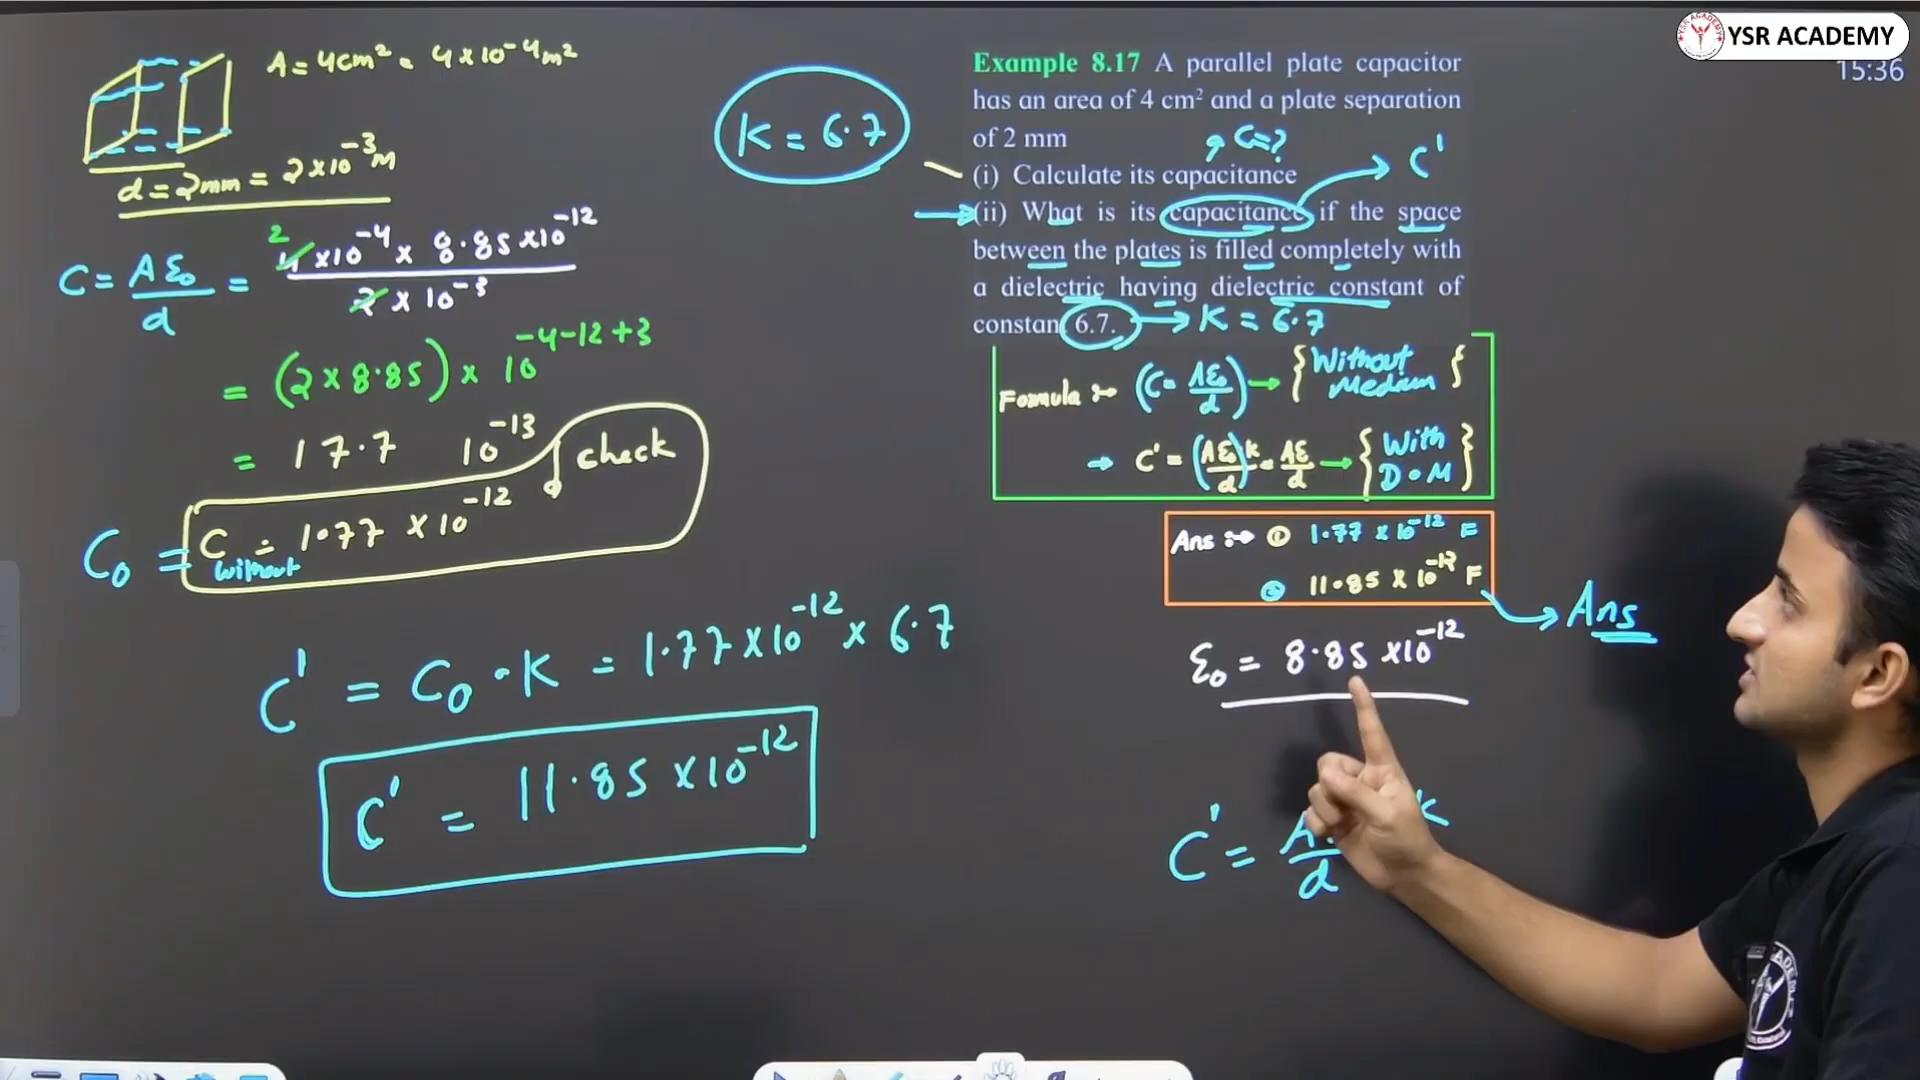 YSR ACADEMY
15:36
A = 4cm² = 4×10⁻⁴m²
d = 2mm = 2×10⁻³m
C = Aε₀/d = 4×10⁻⁴ × 8.85×10⁻¹² / 2×10⁻³
2
= (2×8.85) × 10⁻⁴⁻¹²⁺³
= 17.7 10⁻¹³
check
C₀ = C without = 1.77 ×10⁻¹²
C' = C₀·K = 1.77×10⁻¹² × 6.7
C' = 11.85 ×10⁻¹²
K = 6.7
Example 8.17 A parallel plate capacitor
has an area of 4 cm² and a plate separation
of 2 mm
C=?
C'
(i) Calculate its capacitance
(ii) What is its capacitance if the space
between the plates is filled completely with
a dielectric having dielectric constant of
constan 6.7. → K = 6.7
Formula :→ (C = Aε₀/d) → {Without Medium}
→ C' = (Aε₀/d)K = Aε/d → {With D.M}
Ans :→ ① 1.77 × 10⁻¹² F
② 11.85 × 10⁻¹² F
Ans
ε₀ = 8.85 ×10⁻¹²
C' = A /d K